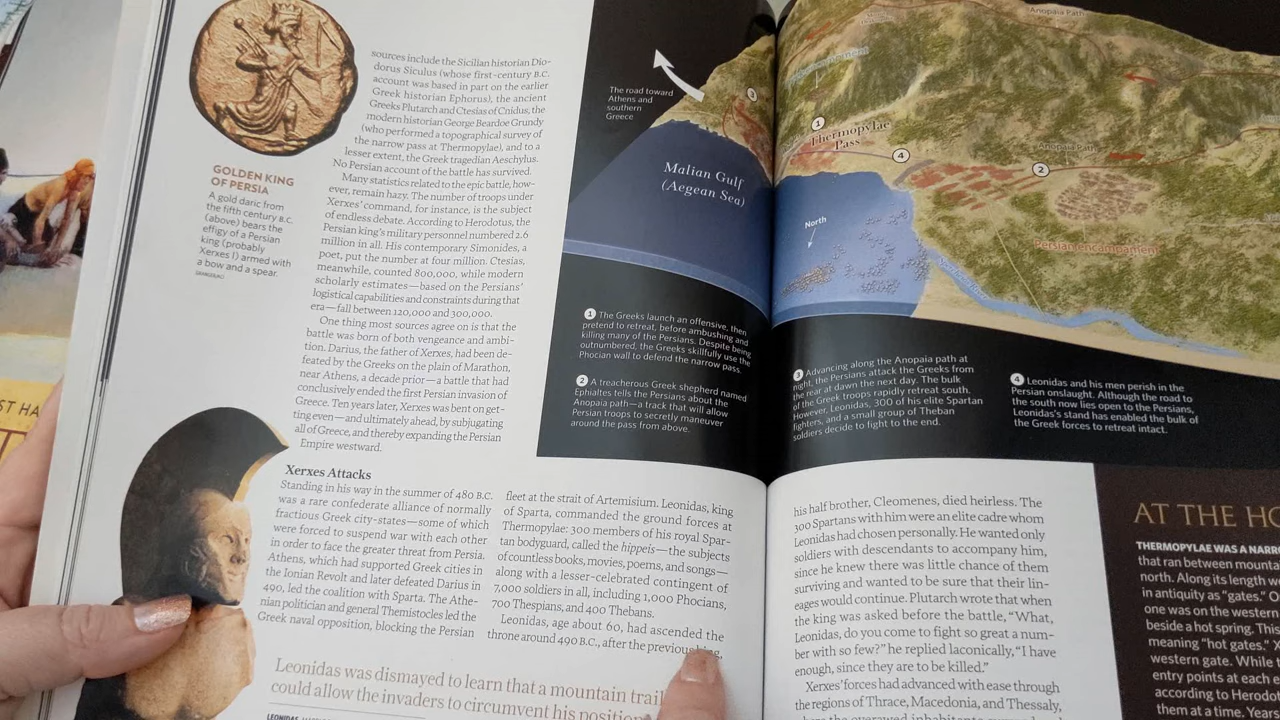 GOLDEN KING
OF PERSIA
A gold daric from
the fifth century B.C.
(above) bears the
effigy of a Persian
king (probably
Xerxes I) armed with
a bow and a spear.
sources include the Sicilian historian Dio-
dorus Siculus (whose first-century B.C.
account was based in part on the earlier
Greek historian Ephorus), the ancient
Greeks Plutarch and Ctesias of Cnidus, the
modern historian George Beardoe Grundy
(who performed a topographical survey of
the narrow pass at Thermopylae), and to a
lesser extent, the Greek tragedian Aeschylus.
No Persian account of the battle has survived.
Many statistics related to the epic battle, how-
ever, remain hazy. The number of troops under
Xerxes' command, for instance, is the subject
of endless debate. According to Herodotus, the
Persian king's military personnel numbered 2.6
million in all. His contemporary Simonides, a
poet, put the number at four million. Ctesias,
meanwhile, counted 800,000, while modern
scholarly estimates—based on the Persians'
logistical capabilities and constraints during that
era—fall between 120,000 and 300,000.
One thing most sources agree on is that the
battle was born of both vengeance and ambi-
tion. Darius, the father of Xerxes, had been de-
feated by the Greeks on the plain of Marathon,
near Athens, a decade prior—a battle that had
conclusively ended the first Persian invasion of
Greece. Ten years later, Xerxes was bent on get-
ting even—and ultimately ahead, by subjugating
all of Greece, and thereby expanding the Persian
Empire westward.
Xerxes Attacks
Standing in his way in the summer of 480 B.C.
was a rare confederate alliance of normally
fractious Greek city-states—some of which
were forced to suspend war with each other
in order to face the greater threat from Persia.
Athens, which had supported Greek cities in
the Ionian Revolt and later defeated Darius in
490, led the coalition with Sparta. The Athe-
nian politician and general Themistocles led the
Greek naval opposition, blocking the Persian
fleet at the strait of Artemisium. Leonidas, king
of Sparta, commanded the ground forces at
Thermopylae: 300 members of his royal Spar-
tan bodyguard, called the hippeis—the subjects
of countless books, movies, poems, and songs—
along with a lesser-celebrated contingent of
7,000 soldiers in all, including 1,000 Phocians,
700 Thespians, and 400 Thebans.
Leonidas, age about 60, had ascended the
throne around 490 B.C., after the previous king,
Leonidas was dismayed to learn that a mountain trail
could allow the invaders to circumvent his position
The road toward
Athens and
southern
Greece
3
Malian Gulf
(Aegean Sea)
1
Thermopylae
Pass
4
North
Anopaia Path
Anopaia Path
2
Persian encampment
1 The Greeks launch an offensive, then
pretend to retreat, before ambushing and
killing many of the Persians. Despite being
outnumbered, the Greeks skillfully use the
Phocian wall to defend the narrow pass.
2 A treacherous Greek shepherd named
Ephialtes tells the Persians about the
Anopaia path—a track that will allow
Persian troops to secretly maneuver
around the pass from above.
3 Advancing along the Anopaia path at
night, the Persians attack the Greeks from
the rear at dawn the next day. The bulk
of the Greek troops rapidly retreat south.
However, Leonidas, 300 of his elite Spartan
fighters, and a small group of Theban
soldiers decide to fight to the end.
4 Leonidas and his men perish in the
Persian onslaught. Although the road to
the south now lies open to the Persians,
Leonidas's stand has enabled the bulk of
the Greek forces to retreat intact.
his half brother, Cleomenes, died heirless. The
300 Spartans with him were an elite cadre whom
Leonidas had chosen personally. He wanted only
soldiers with descendants to accompany him,
since he knew there was little chance of them
surviving and wanted to be sure that their lin-
eages would continue. Plutarch wrote that when
the king was asked before the battle, "What,
Leonidas, do you come to fight so great a num-
ber with so few?" he replied laconically, "I have
enough, since they are to be killed."
Xerxes' forces had advanced with ease through
the regions of Thrace, Macedonia, and Thessaly,
AT THE HO
THERMOPYLAE WAS A NARR
that ran between mounta
north. Along its length w
in antiquity as "gates." O
one was on the western
beside a hot spring. This
meaning "hot gates." X
western gate. While t
entry points at each e
according to Herodot
them at a time. Years